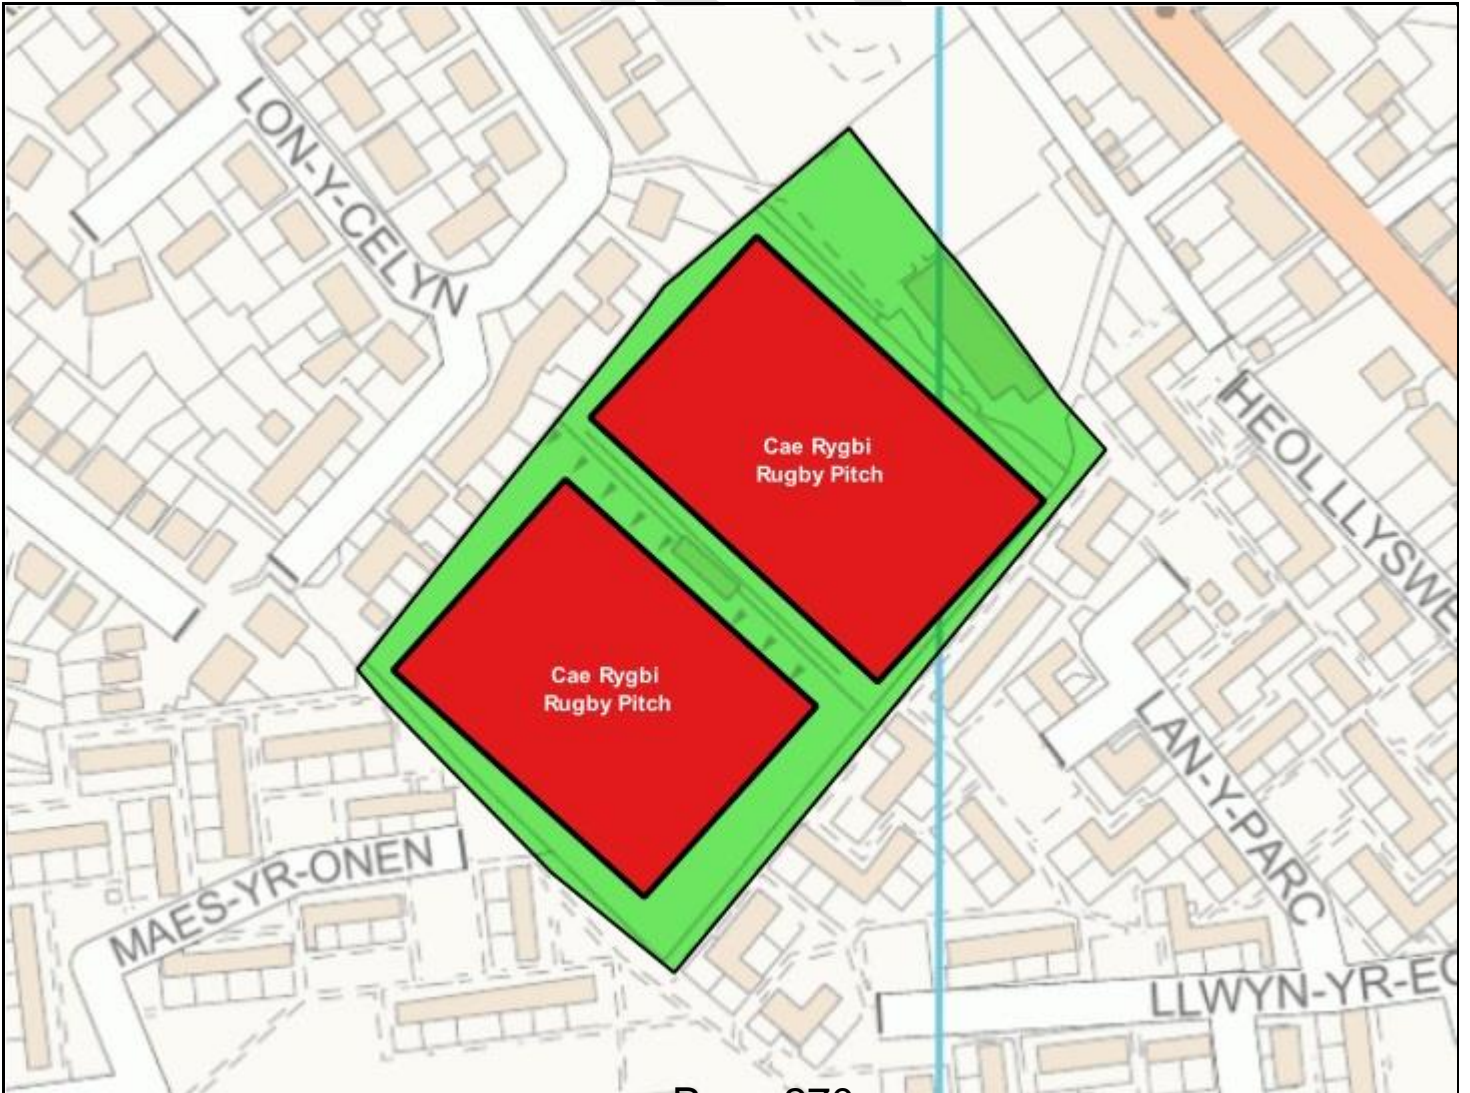 LON-Y-CELYN
Cae Rygbi
Rugby Pitch
HEOL LLYSWE
Cae Rygbi
Rugby Pitch
LAN-Y-PARC
MAES-YR-ONEN
LLWYN-YR-EO